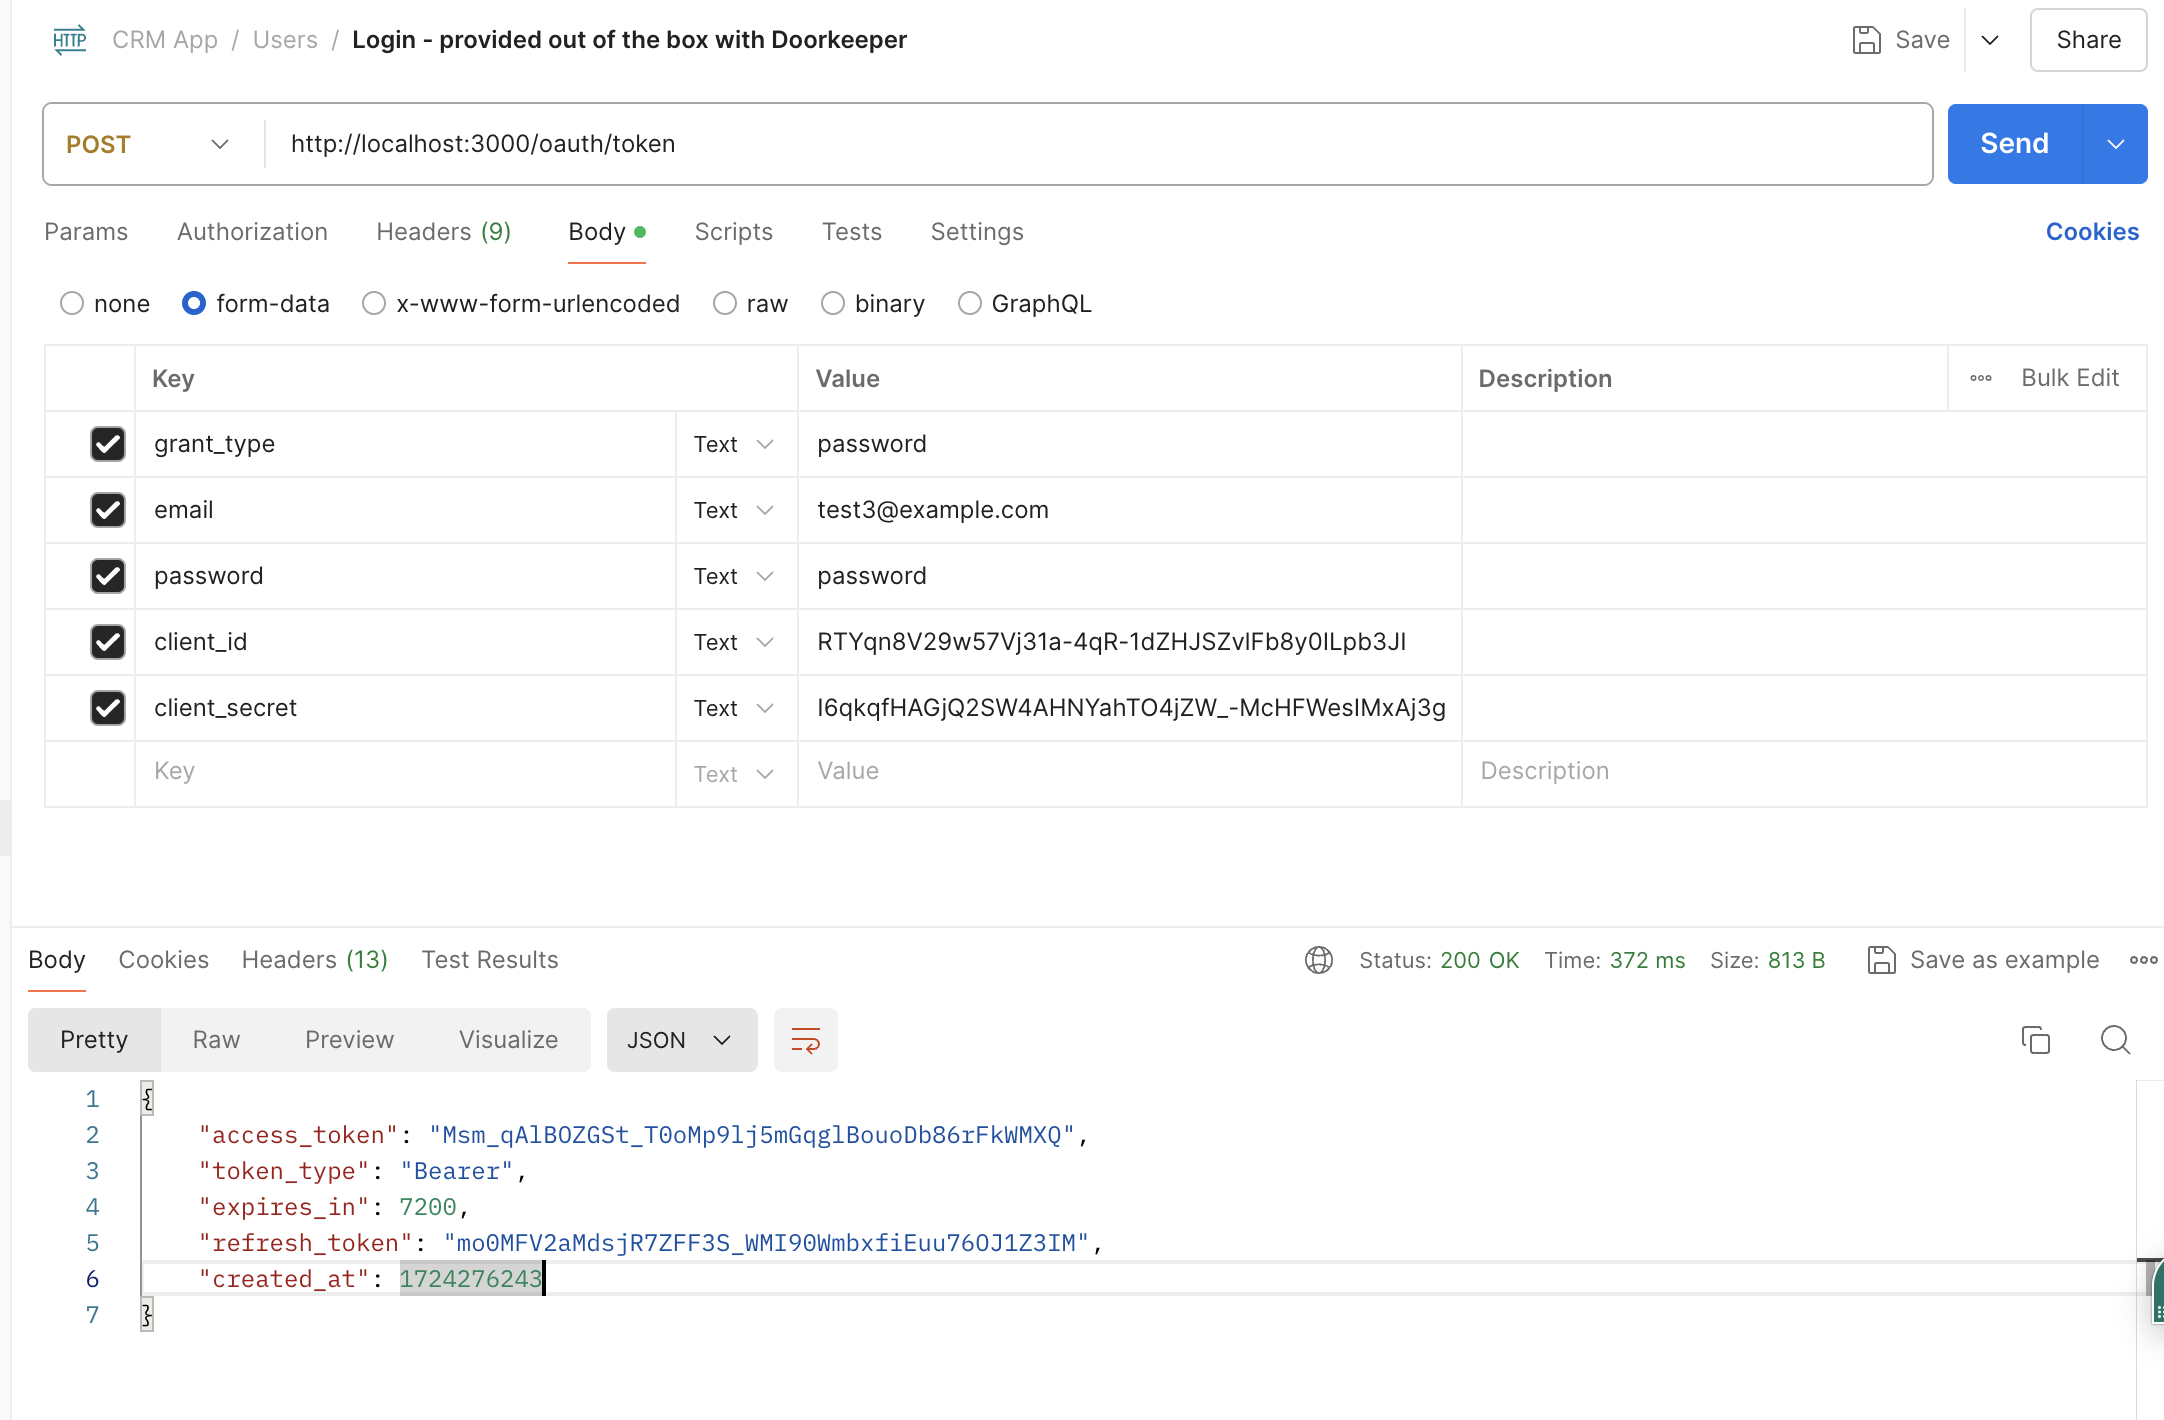 HTTP CRM App / Users / Login - provided out of the box with Doorkeeper Save Share
POST http://localhost:3000/oauth/token Send
Params Authorization Headers (9) Body Scripts Tests Settings Cookies
none form-data x-www-form-urlencoded raw binary GraphQL
Key Value Description Bulk Edit
grant_type Text password
email Text test3@example.com
password Text password
client_id Text RTYqn8V29w57Vj31a-4qR-1dZHJSZvlFb8y0lLpb3JI
client_secret Text I6qkqfHAGjQ2SW4AHNYahTO4jZW_-McHFWesIMxAj3g
Key Text Value Description
Body Cookies Headers (13) Test Results Status: 200 OK Time: 372 ms Size: 813 B Save as example
Pretty Raw Preview Visualize JSON
1 {
2 "access_token": "Msm_qAlBOZGSt_T0oMp9lj5mGqglBouoDb86rFkWMXQ",
3 "token_type": "Bearer",
4 "expires_in": 7200,
5 "refresh_token": "mo0MFV2aMdsjR7ZFF3S_WMI90WmbxfiEuu76OJ1Z3IM",
6 "created_at": 1724276243
7 }